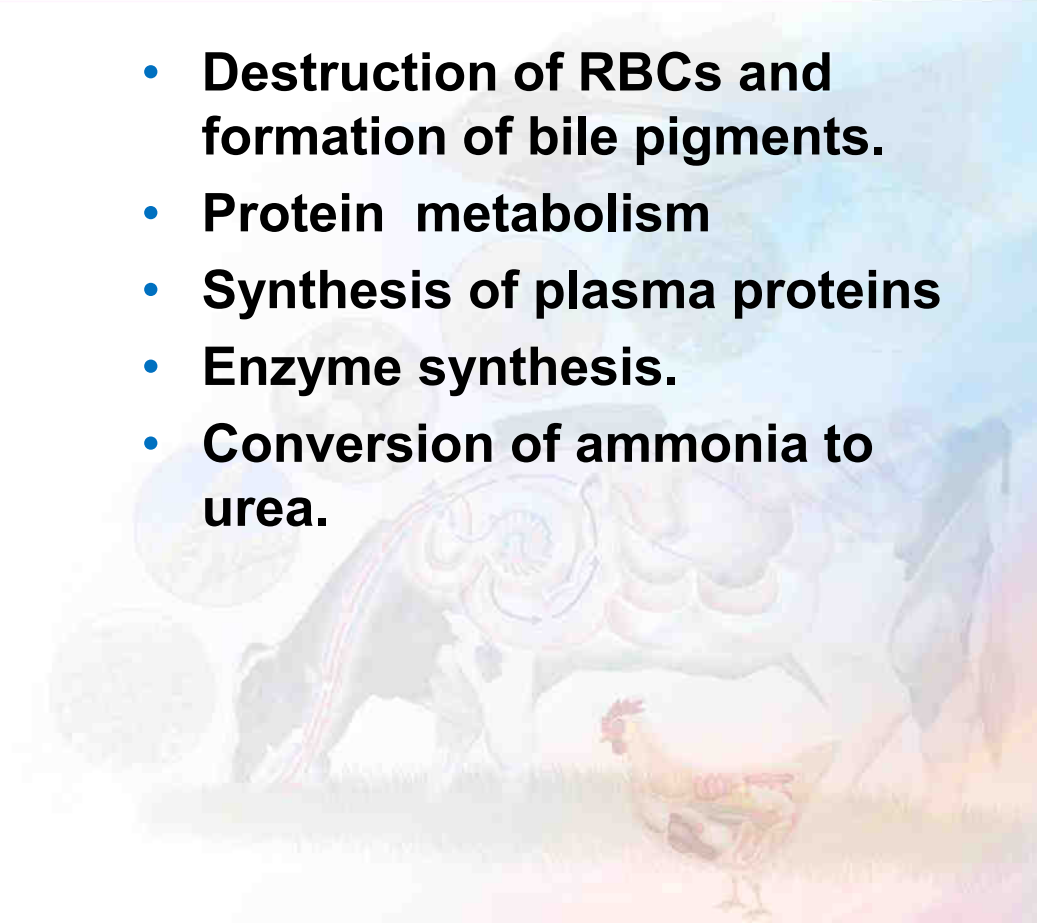 • Destruction of RBCs and
formation of bile pigments.
• Protein  metabolism
• Synthesis of plasma proteins
• Enzyme synthesis.
• Conversion of ammonia to
urea.